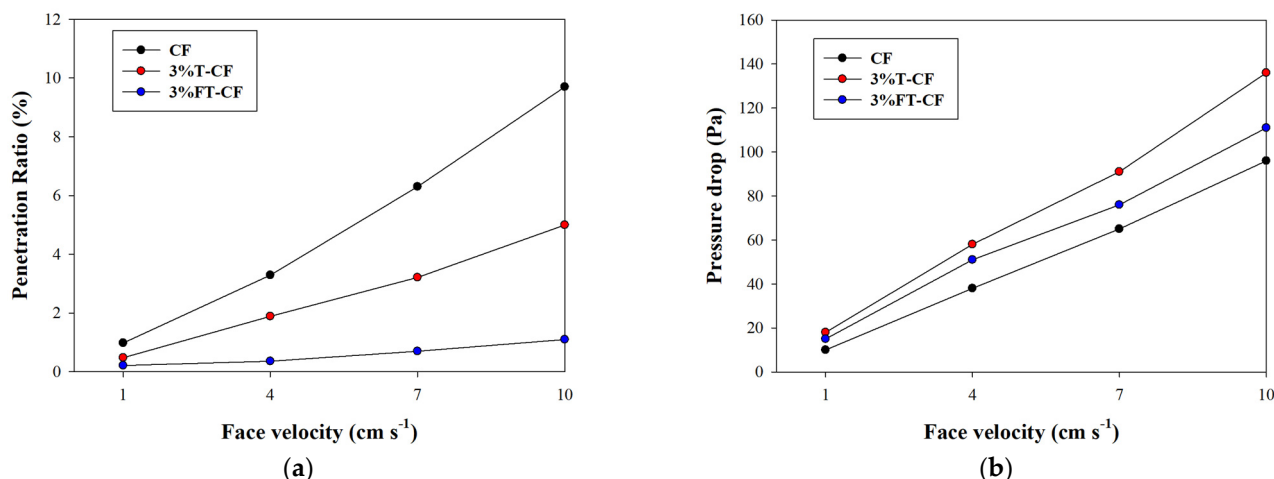 12
10
8
6
4
2
0
Penetration Ratio (%)
CF
3%T-CF
3%FT-CF
1
4
7
10
Face velocity (cm s⁻¹)
(a)
160
140
120
100
80
60
40
20
0
Pressure drop (Pa)
CF
3%T-CF
3%FT-CF
1
4
7
10
Face velocity (cm s⁻¹)
(b)